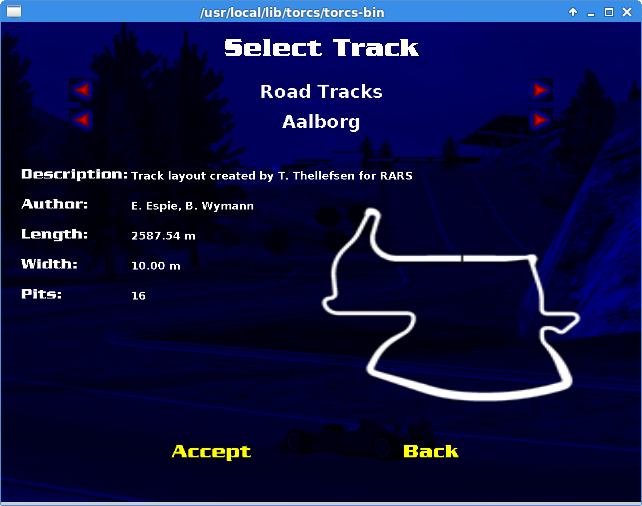 /usr/local/lib/torcs/torcs-bin
Select Track
Road Tracks
Aalborg
Description: Track layout created by T. Thellefsen for RARS
Author: E. Espie, B. Wymann
Length: 2587.54 m
Width: 10.00 m
Pits: 16
Accept Back